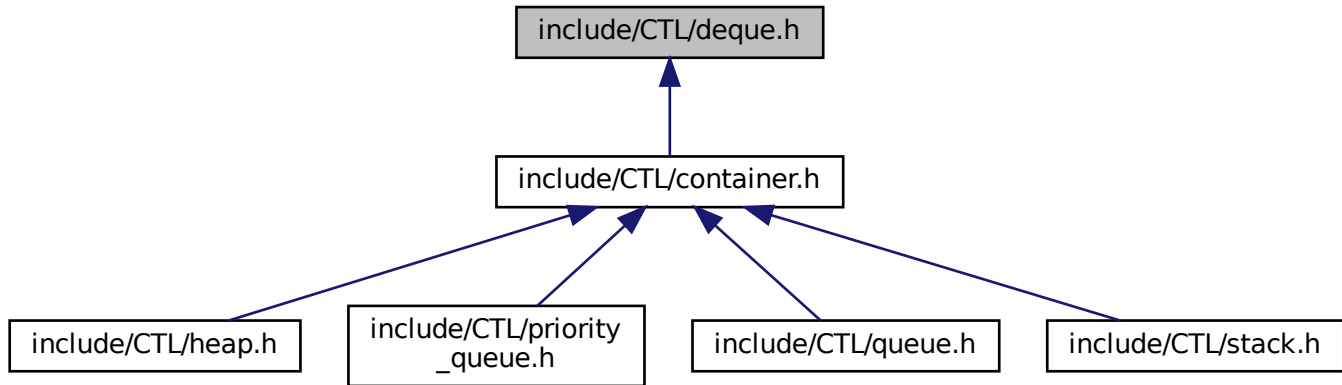 include/CTL/deque.h
include/CTL/container.h
include/CTL/heap.h
include/CTL/priority
_queue.h
include/CTL/queue.h
include/CTL/stack.h